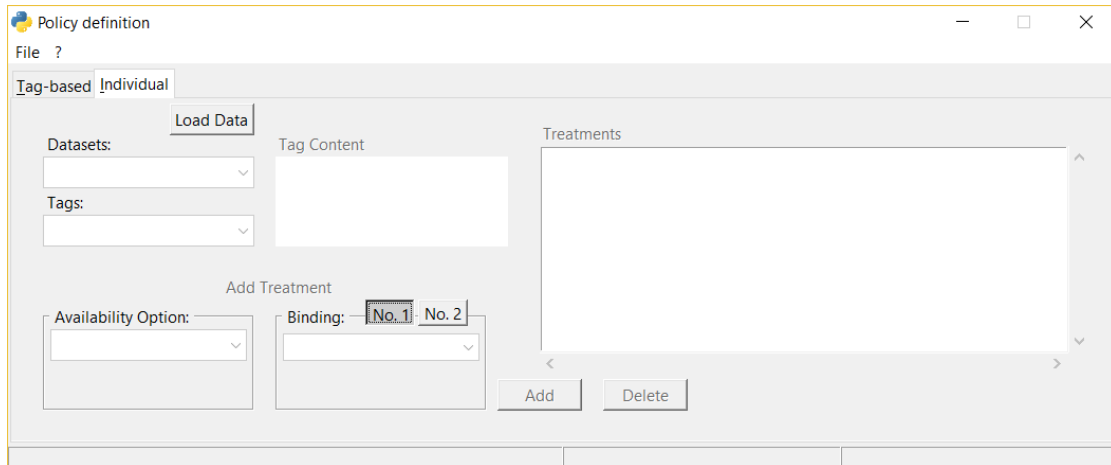 Policy definition
File ?
Tag-based Individual
Load Data
Datasets:
Tag Content
Treatments
Tags:
Add Treatment
Availability Option:
Binding: No. 1 No. 2
Add Delete